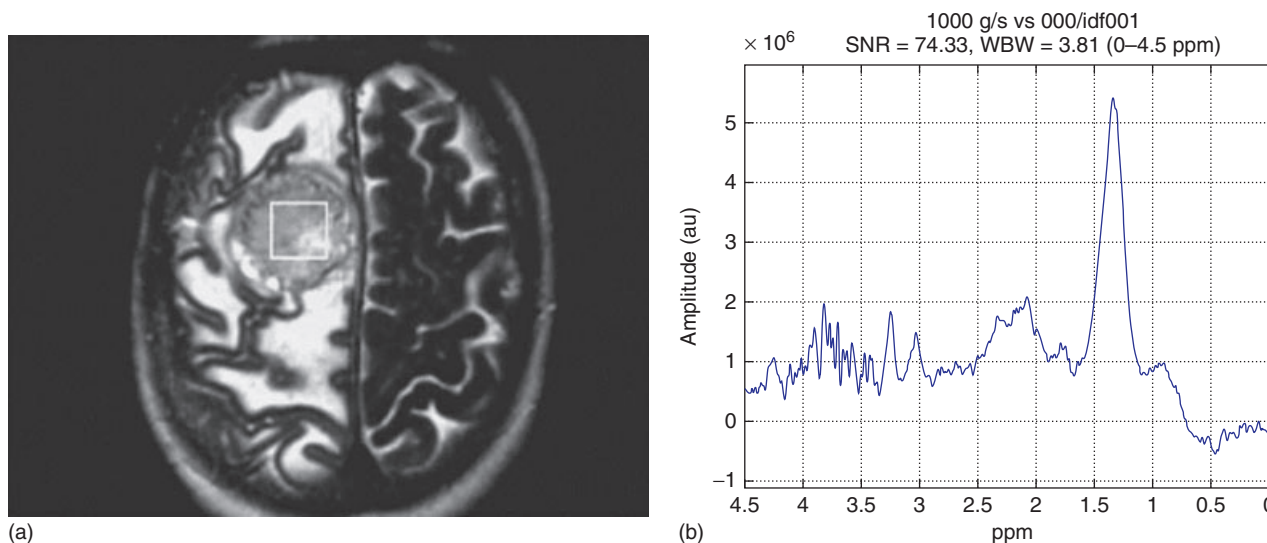 1000 g/s vs 000/idf001
× 10⁶
SNR = 74.33, WBW = 3.81 (0–4.5 ppm)
5
4
3
2
1
0
−1
Amplitude (au)
4.5 4 3.5 3 2.5 2 1.5 1 0.5 0
ppm
(a)
(b)